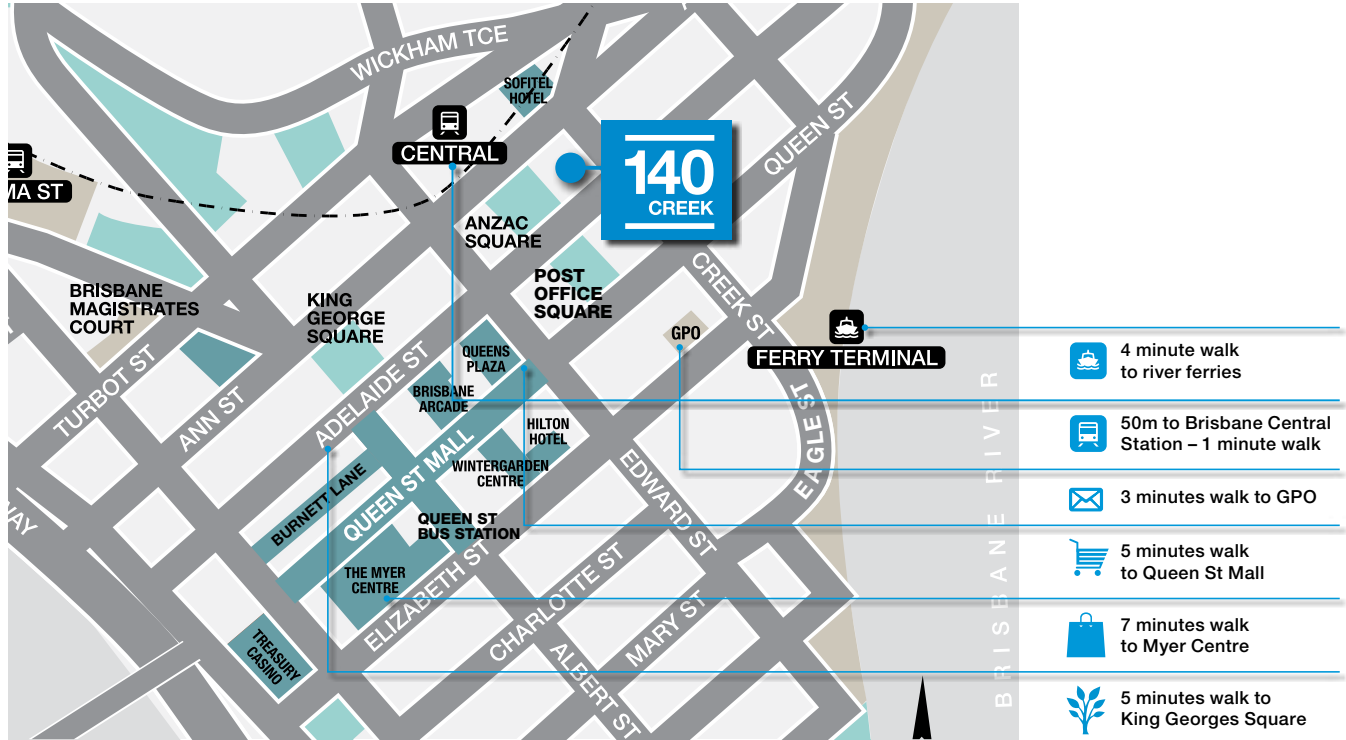 WICKHAM TCE
SOFITEL
HOTEL
CENTRAL
140
CREEK
QUEEN ST
MA ST
ANZAC
SQUARE
POST
OFFICE
SQUARE
CREEK ST
BRISBANE
MAGISTRATES
COURT
KING
GEORGE
SQUARE
GPO
FERRY TERMINAL
TURBOT ST
ANN ST
ADELAIDE ST
QUEENS
PLAZA
BRISBANE
ARCADE
HILTON
HOTEL
WINTERGARDEN
CENTRE
EDWARD ST
EAGLE ST
BRISBANE RIVER
WAY
BURNETT LANE
QUEEN ST MALL
QUEEN ST
BUS STATION
THE MYER
CENTRE
ELIZABETH ST
CHARLOTTE ST
MARY ST
ALBERT ST
TREASURY
CASINO
4 minute walk
to river ferries
50m to Brisbane Central
Station – 1 minute walk
3 minutes walk to GPO
5 minutes walk
to Queen St Mall
7 minutes walk
to Myer Centre
5 minutes walk to
King Georges Square